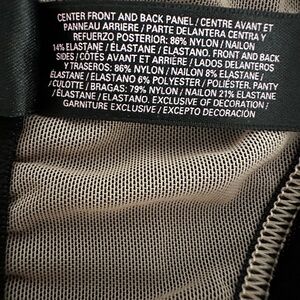 CENTER FRONT AND BACK PANEL / CENTRE AVANT ET
PANNEAU ARRIERE / PARTE DELANTERA CENTRA Y
REFUERZO POSTERIOR: 86% NYLON / NAILON
14% ELASTANE / ÉLASTANE / ELASTANO. FRONT AND BACK
SIDES / CÔTÉS AVANT ET ARRIÈRE / LADOS DELANTEROS
Y TRASEROS: 86% NYLON / NAILON 8% ELASTANE /
ÉLASTANE / ELASTANO 6% POLYESTER / POLIÉSTER. PANTY
/ CULOTTE / BRAGAS: 79% NYLON / NAILON 21% ELASTANE
/ ÉLASTANE / ELASTANO. EXCLUSIVE OF DECORATION /
GARNITURE EXCLUSIVE / EXCEPTO DECORACIÓN